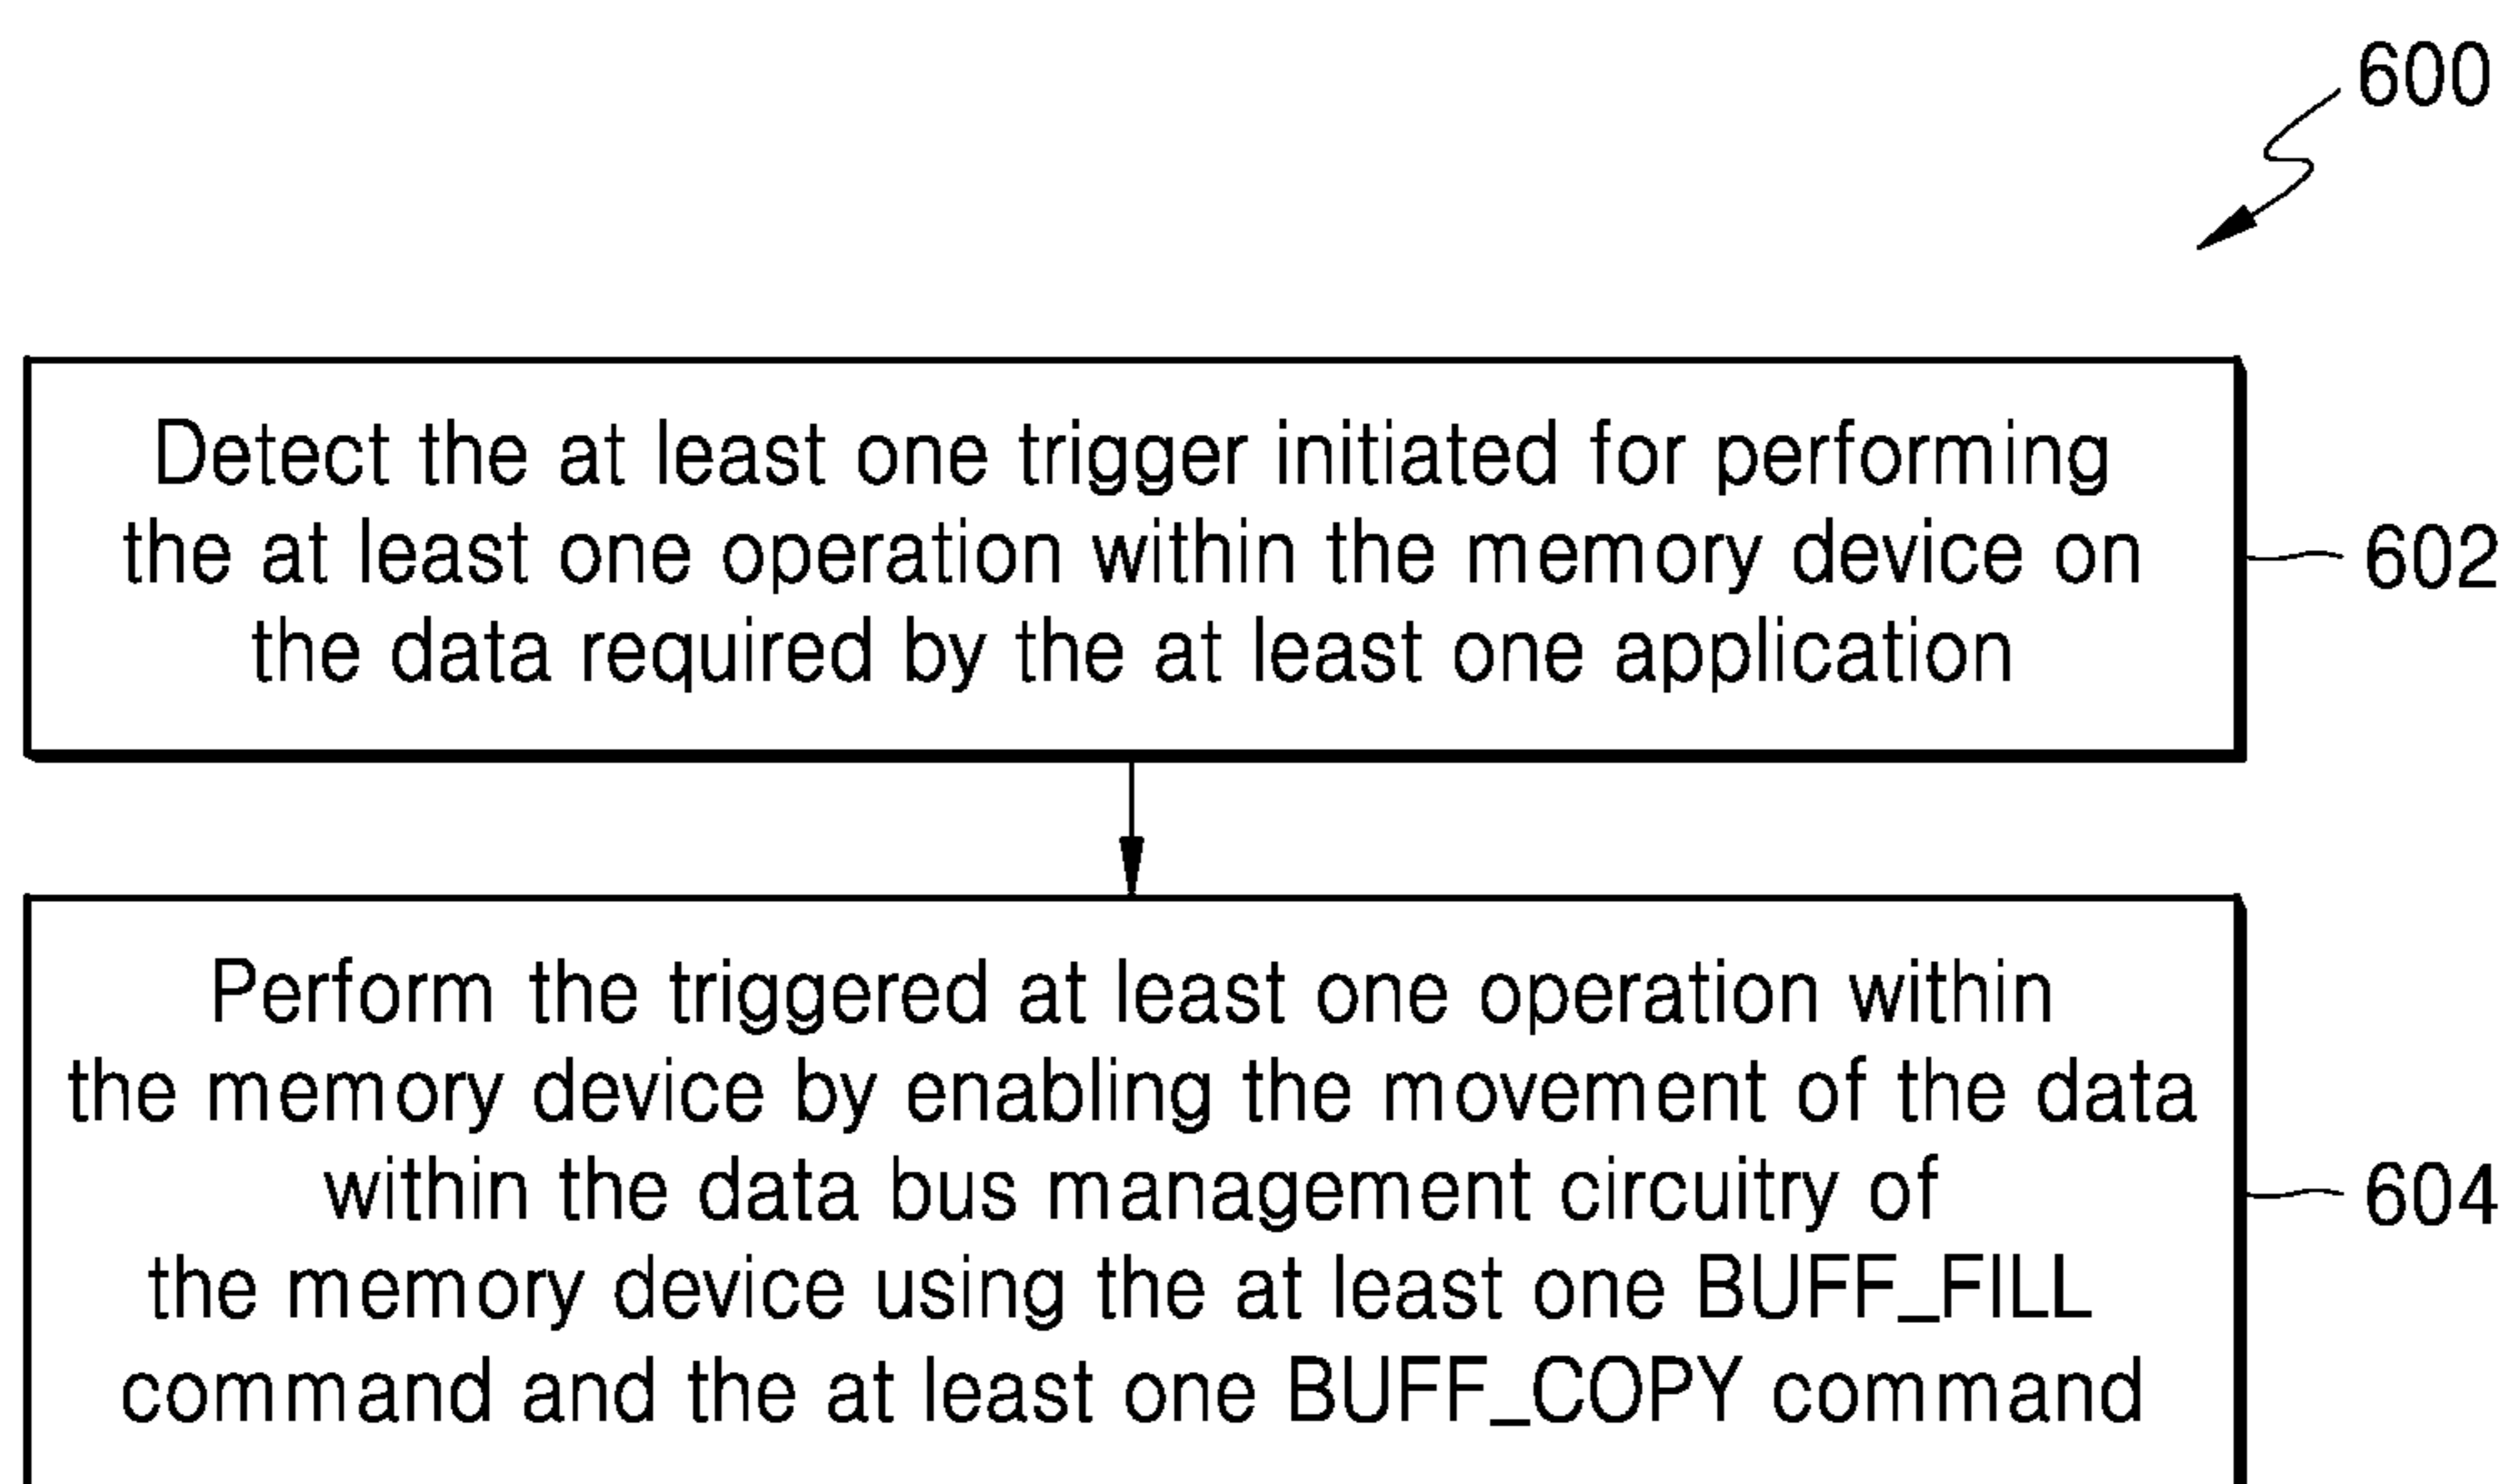 600
Detect the at least one trigger initiated for performing
the at least one operation within the memory device on
the data required by the at least one application
602
Perform the triggered at least one operation within
the memory device by enabling the movement of the data
within the data bus management circuitry of
the memory device using the at least one BUFF_FILL
command and the at least one BUFF_COPY command
604